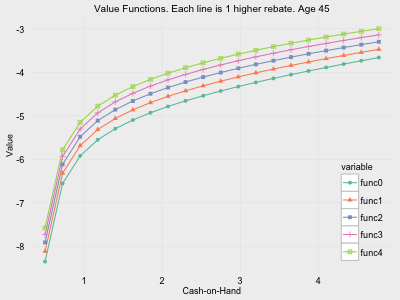 Value Functions. Each line is 1 higher rebate. Age 45
-3
-4
-5
-6
-7
-8
Value
1
2
3
4
Cash-on-Hand
variable
func0
func1
func2
func3
func4